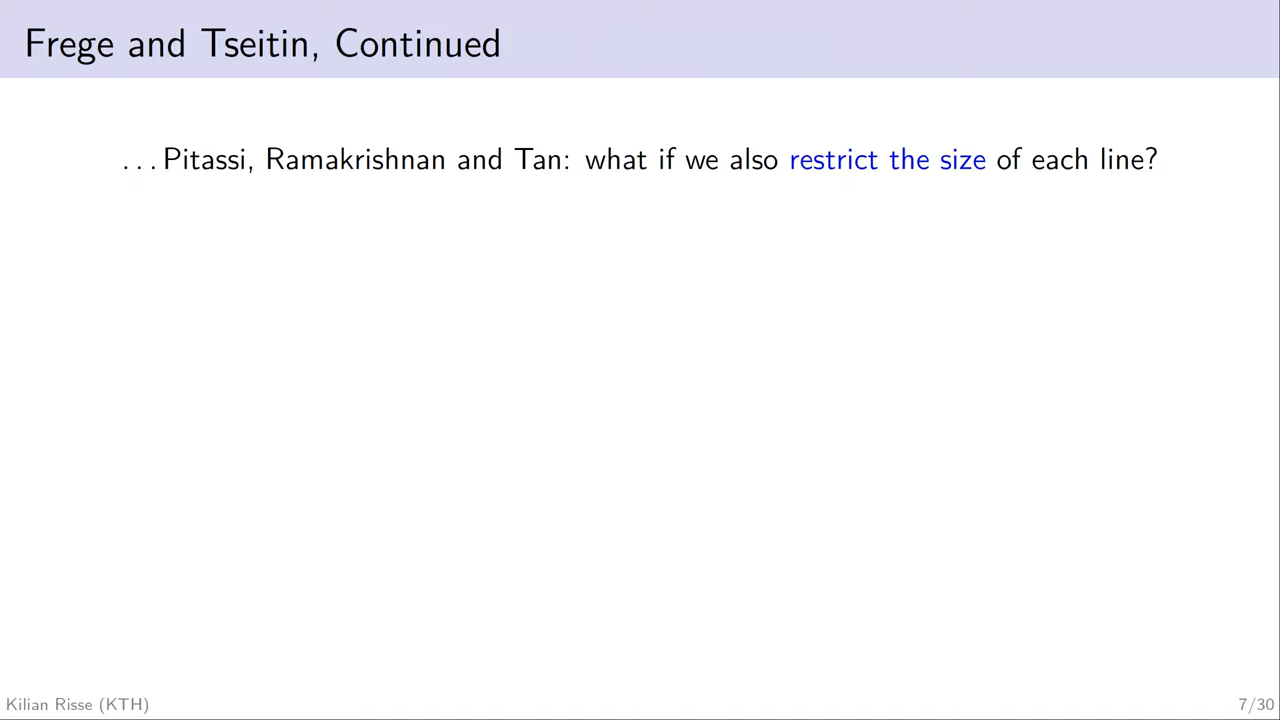 Frege and Tseitin, Continued
. . . Pitassi, Ramakrishnan and Tan: what if we also restrict the size of each line?
Kilian Risse (KTH)
7/30